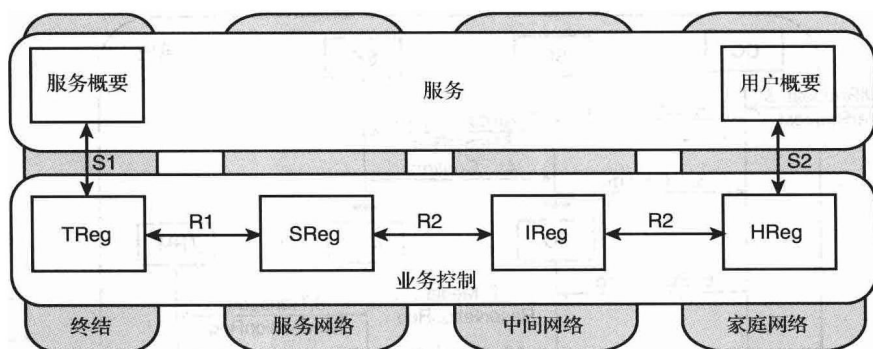 服务概要
服务
用户概要
S1
S2
TReg
R1
SReg
R2
IReg
R2
HReg
业务控制
终结
服务网络
中间网络
家庭网络